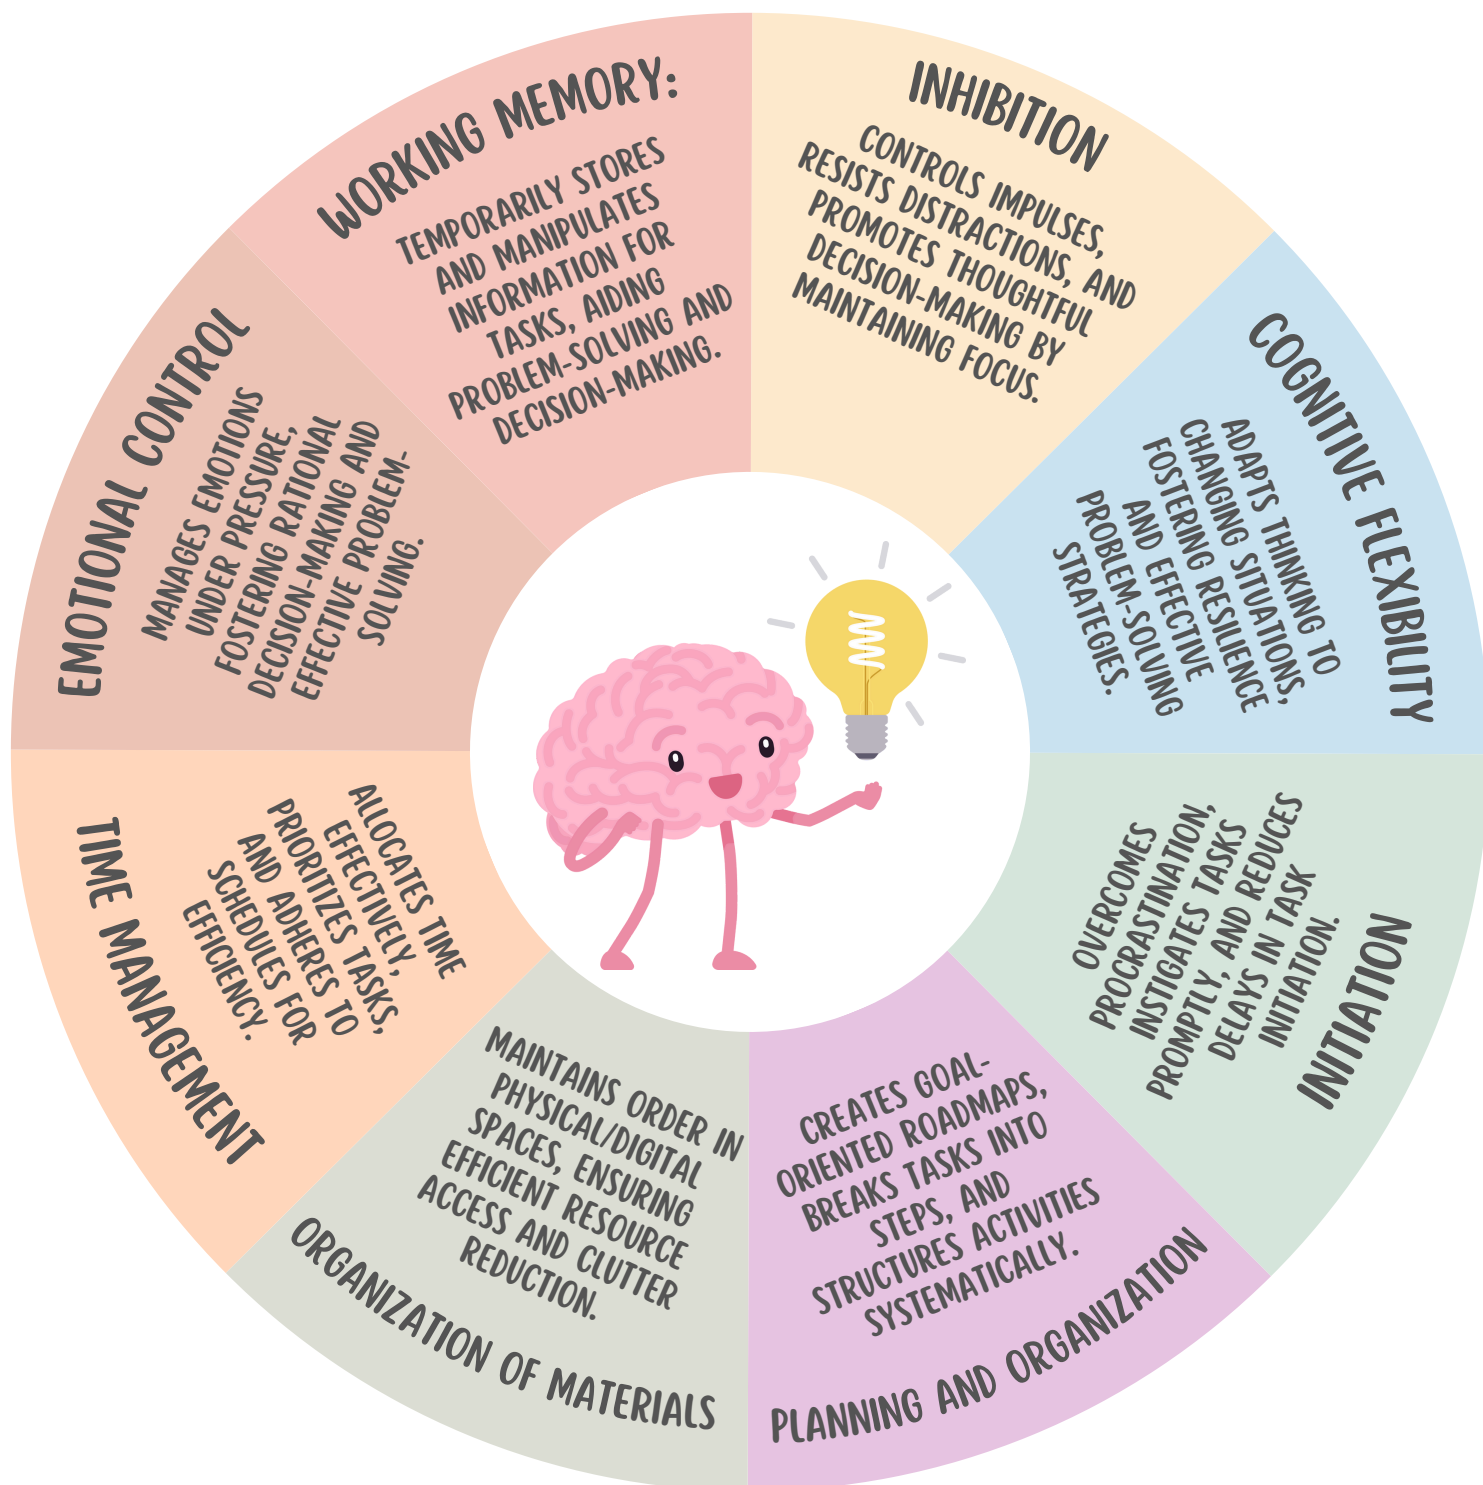 WORKING MEMORY:
TEMPORARILY STORES
AND MANIPULATES
INFORMATION FOR
TASKS, AIDING
PROBLEM-SOLVING AND
DECISION-MAKING.
INHIBITION
CONTROLS IMPULSES,
RESISTS DISTRACTIONS, AND
PROMOTES THOUGHTFUL
DECISION-MAKING BY
MAINTAINING FOCUS.
COGNITIVE FLEXIBILITY
ADAPTS THINKING TO
CHANGING SITUATIONS,
FOSTERING RESILIENCE
AND EFFECTIVE
PROBLEM-SOLVING
STRATEGIES.
OVERCOMES
PROCRASTINATION,
INSTIGATES TASKS
PROMPTLY, AND REDUCES
DELAYS IN TASK
INITIATION.
INITIATION
CREATES GOAL-
ORIENTED ROADMAPS,
BREAKS TASKS INTO
STEPS, AND
STRUCTURES ACTIVITIES
SYSTEMATICALLY.
PLANNING AND ORGANIZATION
MAINTAINS ORDER IN
PHYSICAL/DIGITAL
SPACES, ENSURING
EFFICIENT RESOURCE
ACCESS AND CLUTTER
REDUCTION.
ORGANIZATION OF MATERIALS
ALLOCATES TIME
EFFECTIVELY,
PRIORITIZES TASKS,
AND ADHERES TO
SCHEDULES FOR
EFFICIENCY.
TIME MANAGEMENT
EMOTIONAL CONTROL
MANAGES EMOTIONS
UNDER PRESSURE,
FOSTERING RATIONAL
DECISION-MAKING AND
EFFECTIVE PROBLEM-
SOLVING.